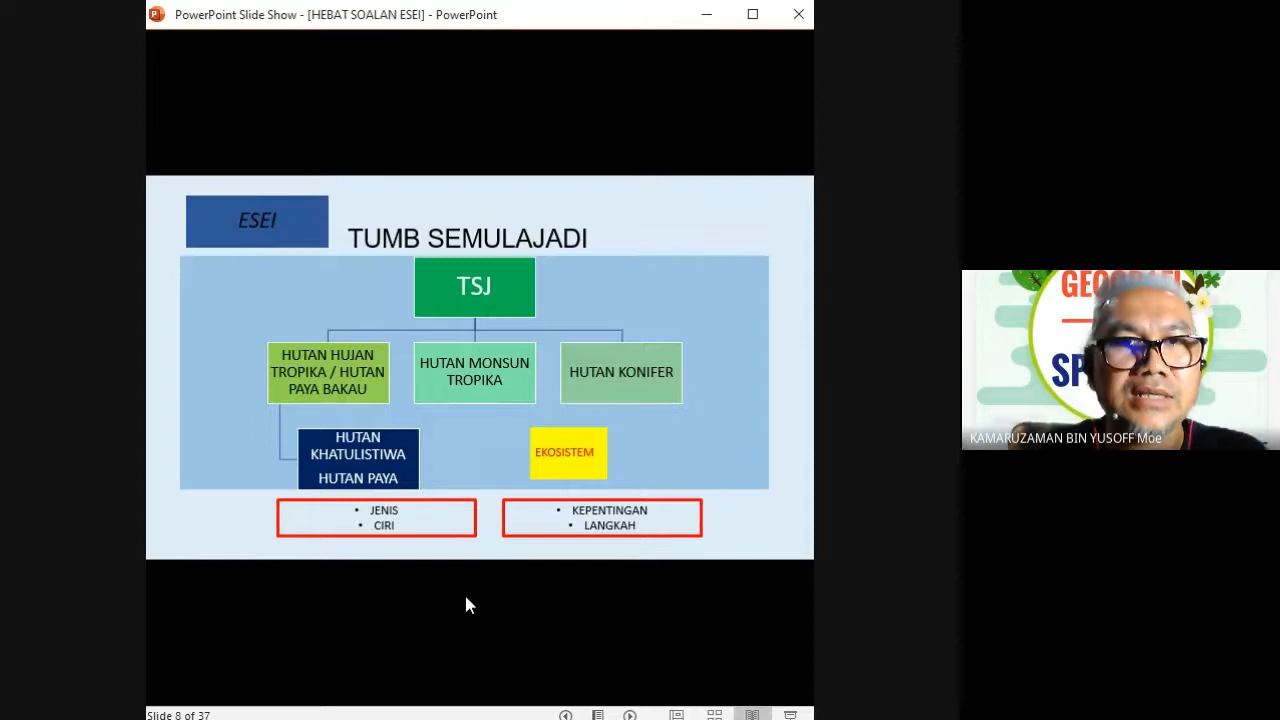 PowerPoint Slide Show - [HEBAT SOALAN ESEI] - PowerPoint
ESEI
TUMB SEMULAJADI
TSJ
HUTAN HUJAN
TROPIKA / HUTAN
PAYA BAKAU
HUTAN MONSUN
TROPIKA
HUTAN KONIFER
HUTAN
KHATULISTIWA
HUTAN PAYA
EKOSISTEM
• JENIS
• CIRI
• KEPENTINGAN
• LANGKAH
KAMARUZAMAN BIN YUSOFF Moe
Slide 8 of 37